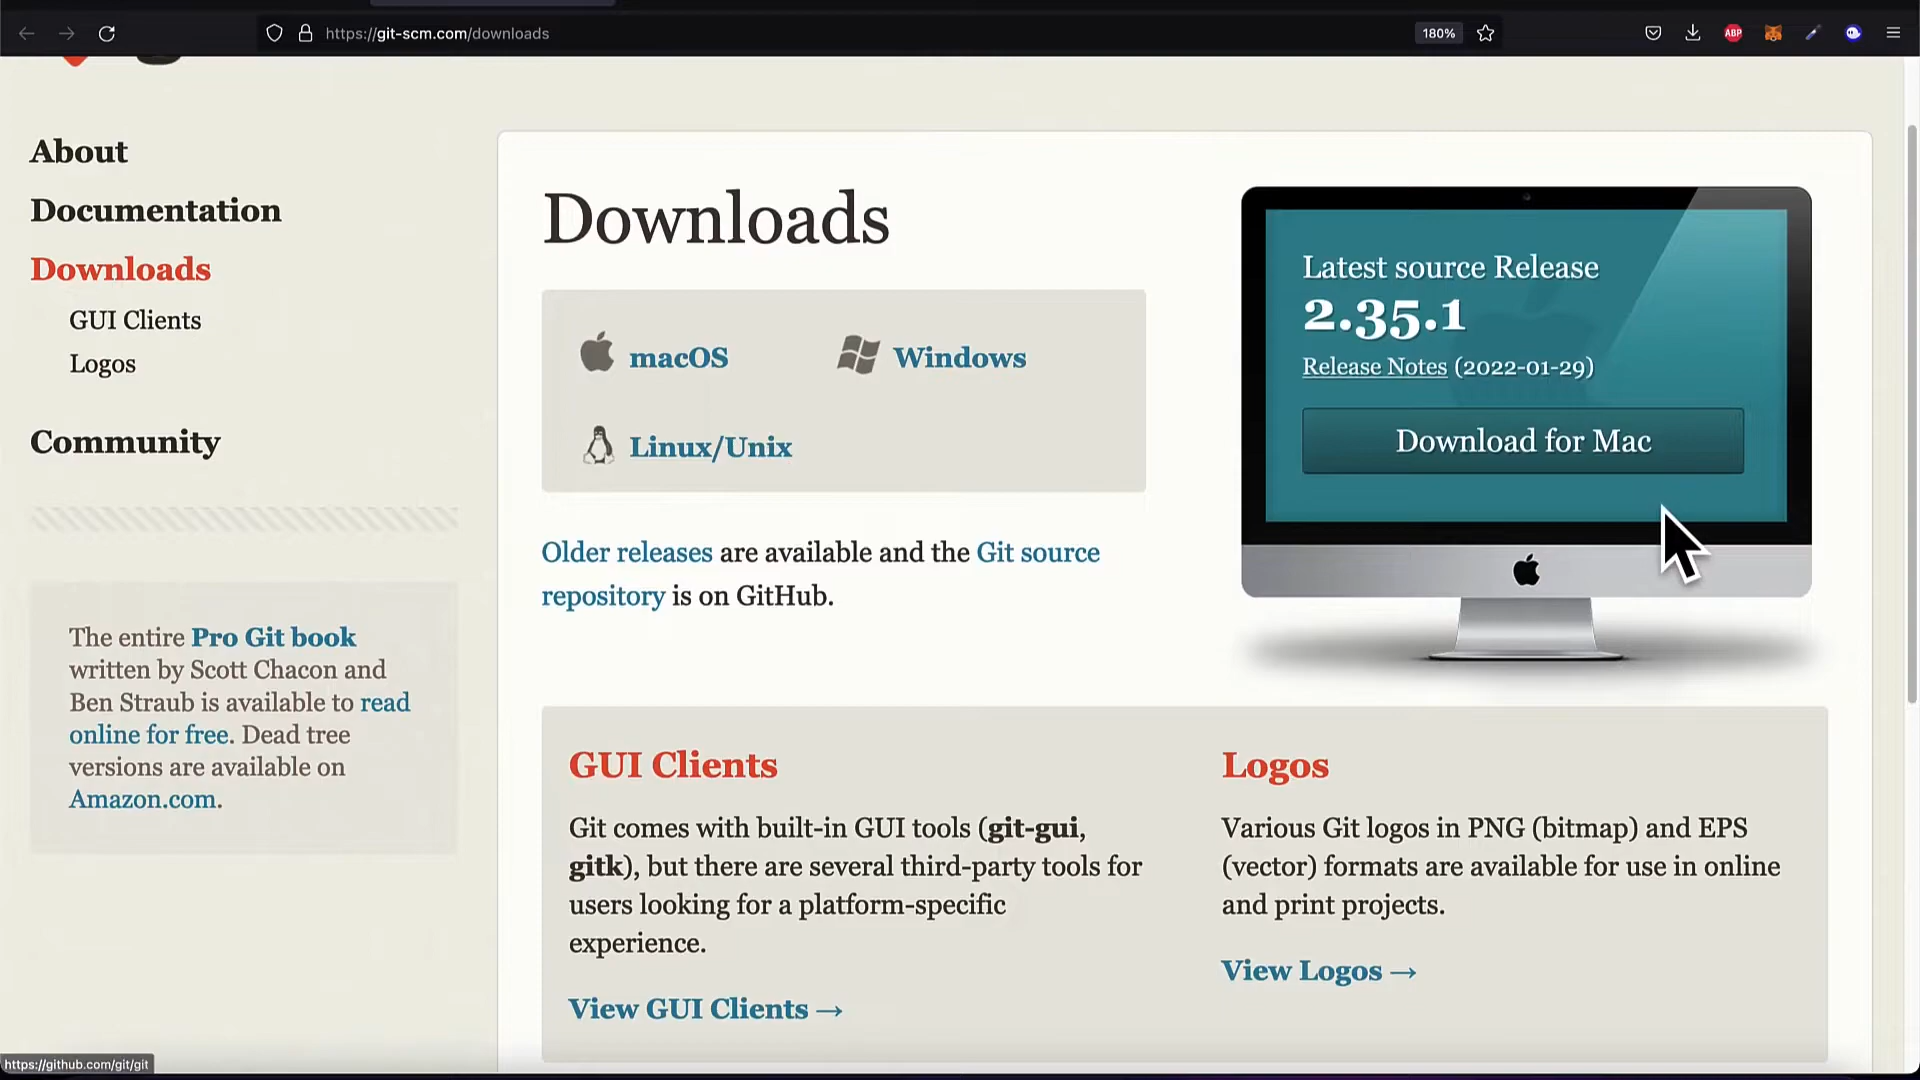 https://git-scm.com/downloads
180%
ABP
About
Documentation
Downloads
GUI Clients
Logos
Community
The entire Pro Git book
written by Scott Chacon and
Ben Straub is available to read
online for free. Dead tree
versions are available on
Amazon.com.
Downloads
macOS
Windows
Linux/Unix
Older releases are available and the Git source
repository is on GitHub.
Latest source Release
2.35.1
Release Notes (2022-01-29)
Download for Mac
GUI Clients
Git comes with built-in GUI tools (git-gui,
gitk), but there are several third-party tools for
users looking for a platform-specific
experience.
View GUI Clients →
Logos
Various Git logos in PNG (bitmap) and EPS
(vector) formats are available for use in online
and print projects.
View Logos →
https://github.com/git/git